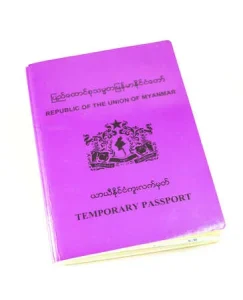 ပြည်ထောင်စုသမ္မတမြန်မာနိုင်ငံတော်
REPUBLIC OF THE UNION OF MYANMAR
ယာယီနိုင်ငံကူးလက်မှတ်
TEMPORARY PASSPORT